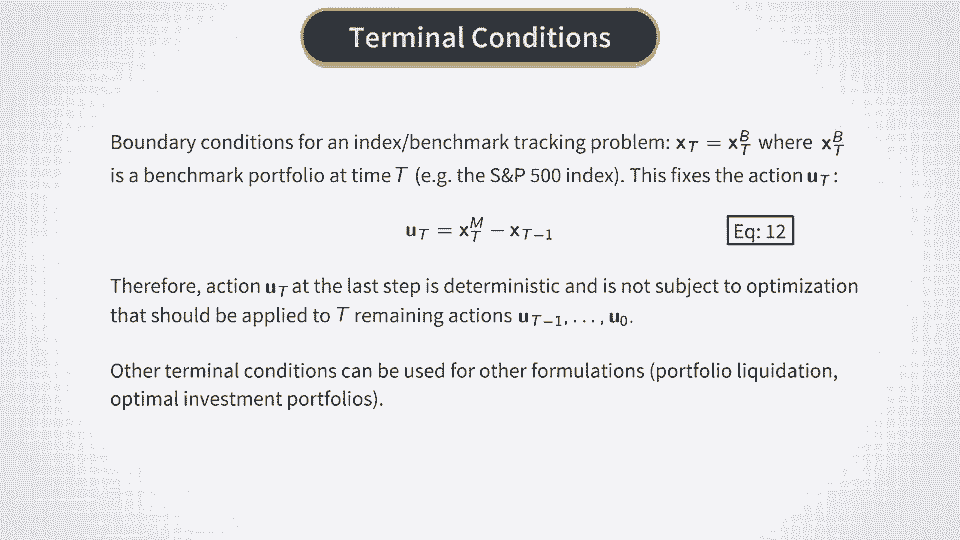 Terminal Conditions
Boundary conditions for an index/benchmark tracking problem: $\mathbf{x}_T = \mathbf{x}_T^B$ where $\mathbf{x}_T^B$
is a benchmark portfolio at time $T$ (e.g. the S&P 500 index). This fixes the action $\mathbf{u}_T$:
$\mathbf{u}_T = \mathbf{x}_T^M - \mathbf{x}_{T-1}$ Eq: 12
Therefore, action $\mathbf{u}_T$ at the last step is deterministic and is not subject to optimization
that should be applied to $T$ remaining actions $\mathbf{u}_{T-1}, \ldots, \mathbf{u}_0$.
Other terminal conditions can be used for other formulations (portfolio liquidation,
optimal investment portfolios).